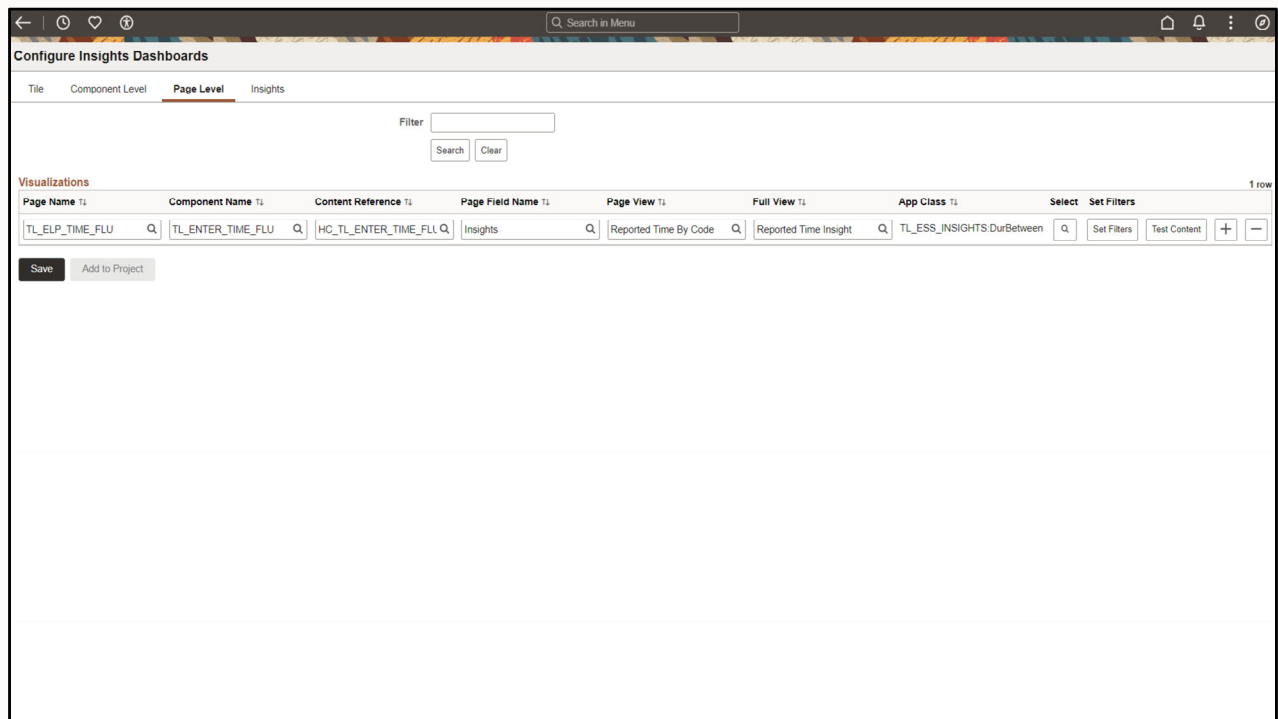 Search in Menu
Configure Insights Dashboards
Tile Component Level Page Level Insights
Filter
Search Clear
Visualizations 1 row
Page Name Component Name Content Reference Page Field Name Page View Full View App Class Select Set Filters
TL_ELP_TIME_FLU TL_ENTER_TIME_FLU HC_TL_ENTER_TIME_FLU Insights Reported Time By Code Reported Time Insight TL_ESS_INSIGHTS:DurBetween Set Filters Test Content
Save Add to Project